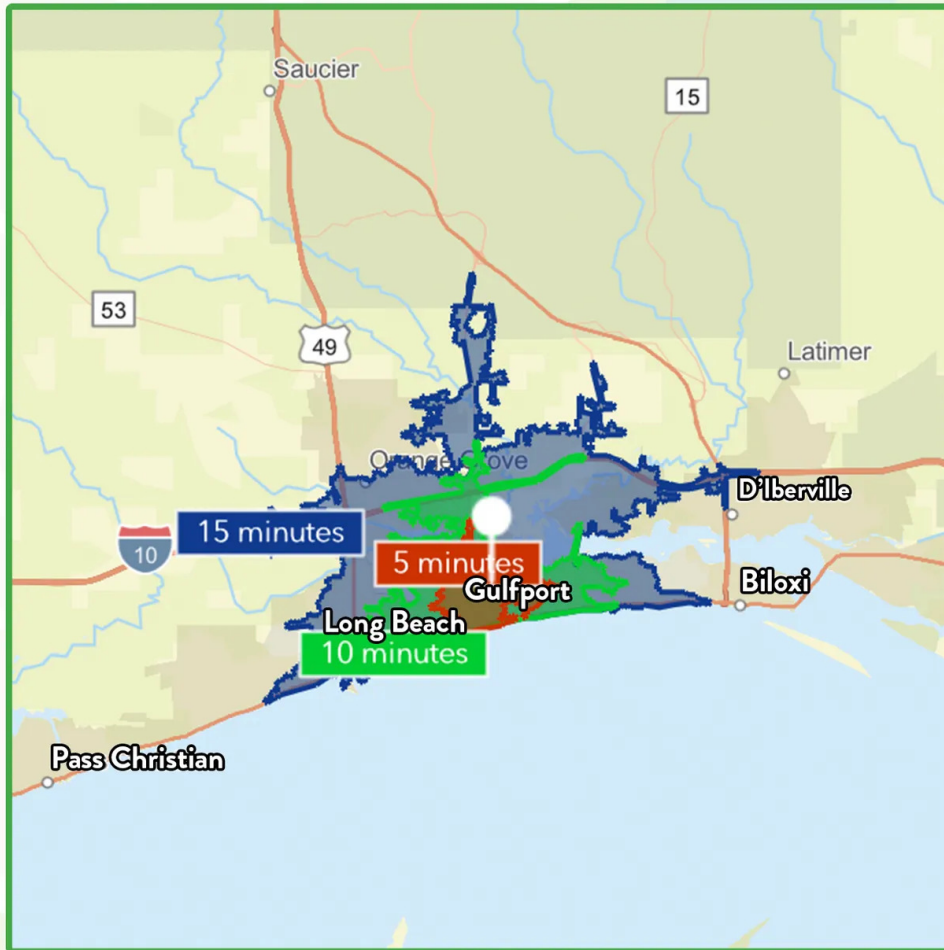 Saucier
15
53
49
Latimer
Orange Grove
D'Iberville
15 minutes
10
5 minutes
Gulfport
Biloxi
Long Beach
10 minutes
Pass Christian